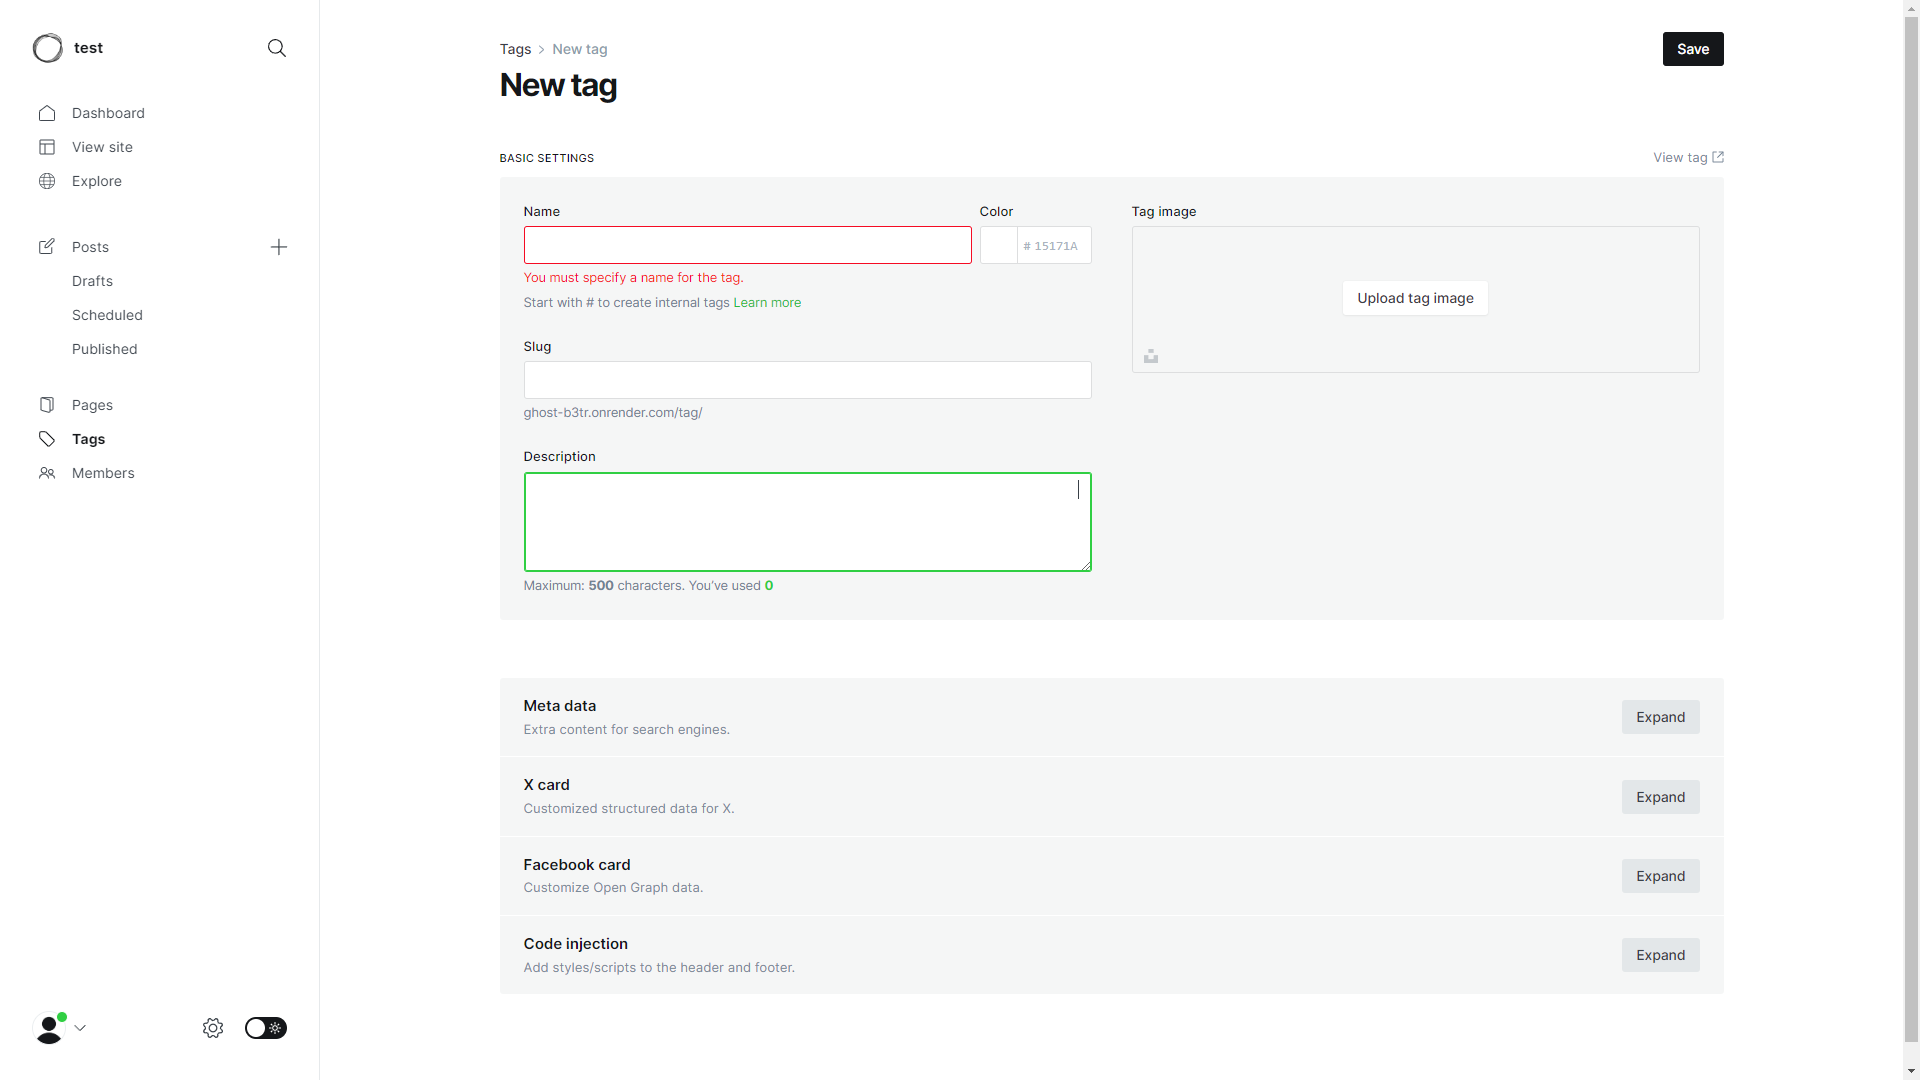 test
Dashboard
View site
Explore
Posts
Drafts
Scheduled
Published
Pages
Tags
Members
Tags
New tag
Save
New tag
BASIC SETTINGS
View tag
Name
Color
# 15171A
You must specify a name for the tag.
Start with # to create internal tags Learn more
Slug
ghost-b3tr.onrender.com/tag/
Description
Maximum: 500 characters. You’ve used 0
Tag image
Upload tag image
Meta data
Extra content for search engines.
Expand
X card
Customized structured data for X.
Expand
Facebook card
Customize Open Graph data.
Expand
Code injection
Add styles/scripts to the header and footer.
Expand